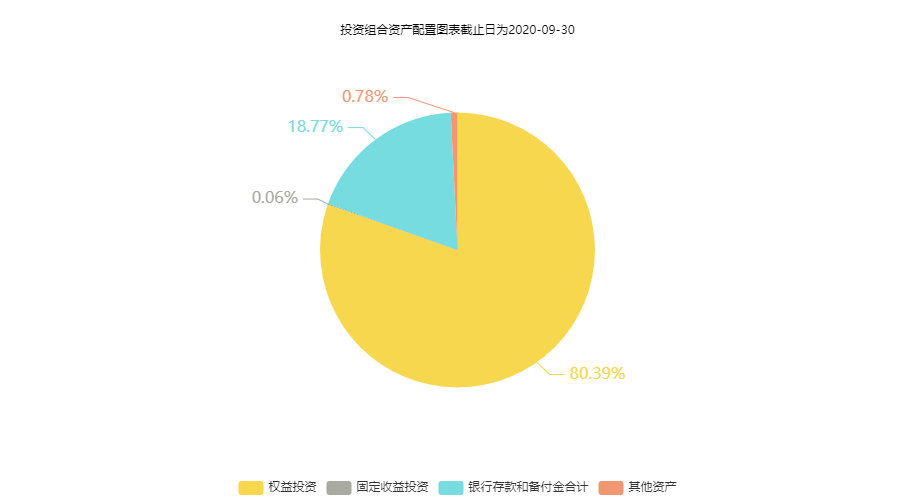 投资组合资产配置图表截止日为2020-09-30
0.78%
18.77%
0.06%
80.39%
权益投资 固定收益投资 银行存款和备付金合计 其他资产